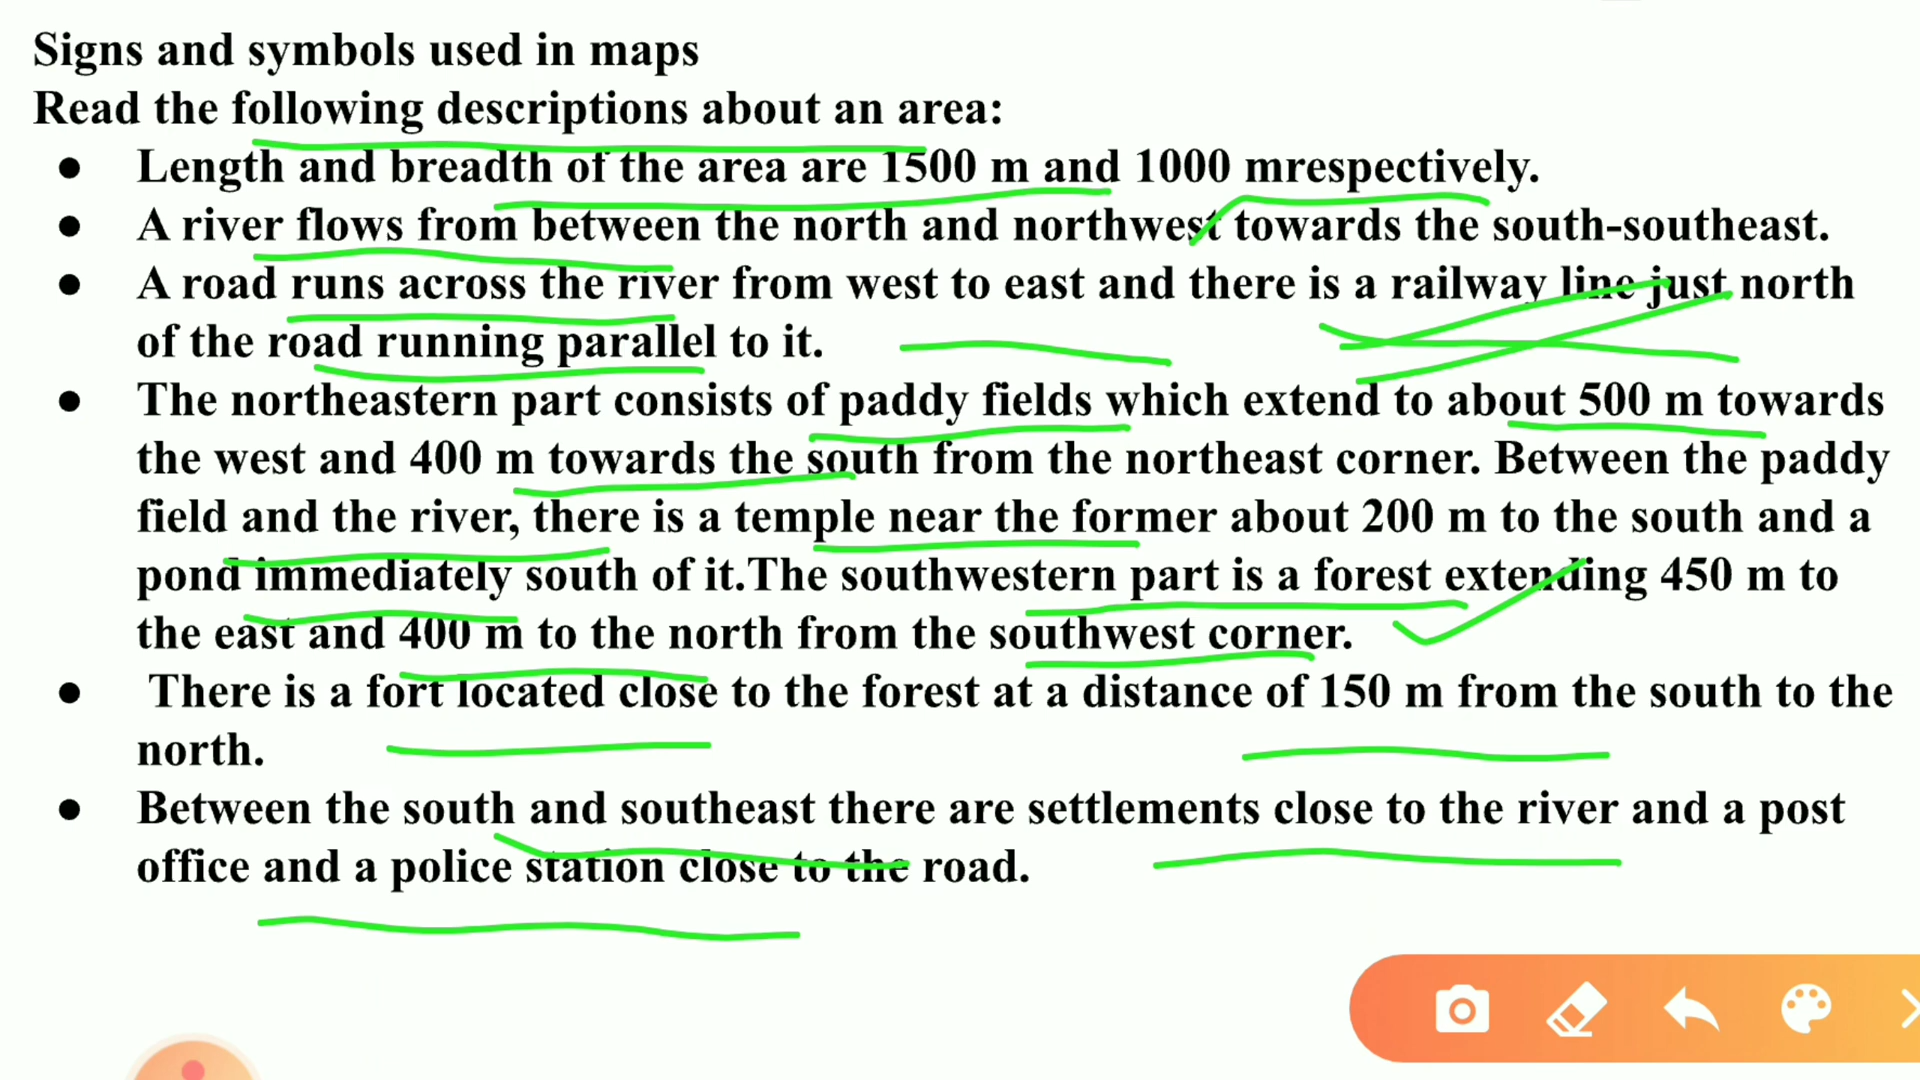 Signs and symbols used in maps
Read the following descriptions about an area:
● Length and breadth of the area are 1500 m and 1000 mrespectively.
● A river flows from between the north and northwest towards the south-southeast.
● A road runs across the river from west to east and there is a railway line just north
of the road running parallel to it.
● The northeastern part consists of paddy fields which extend to about 500 m towards
the west and 400 m towards the south from the northeast corner. Between the paddy
field and the river, there is a temple near the former about 200 m to the south and a
pond immediately south of it.The southwestern part is a forest extending 450 m to
the east and 400 m to the north from the southwest corner.
● There is a fort located close to the forest at a distance of 150 m from the south to the
north.
● Between the south and southeast there are settlements close to the river and a post
office and a police station close to the road.